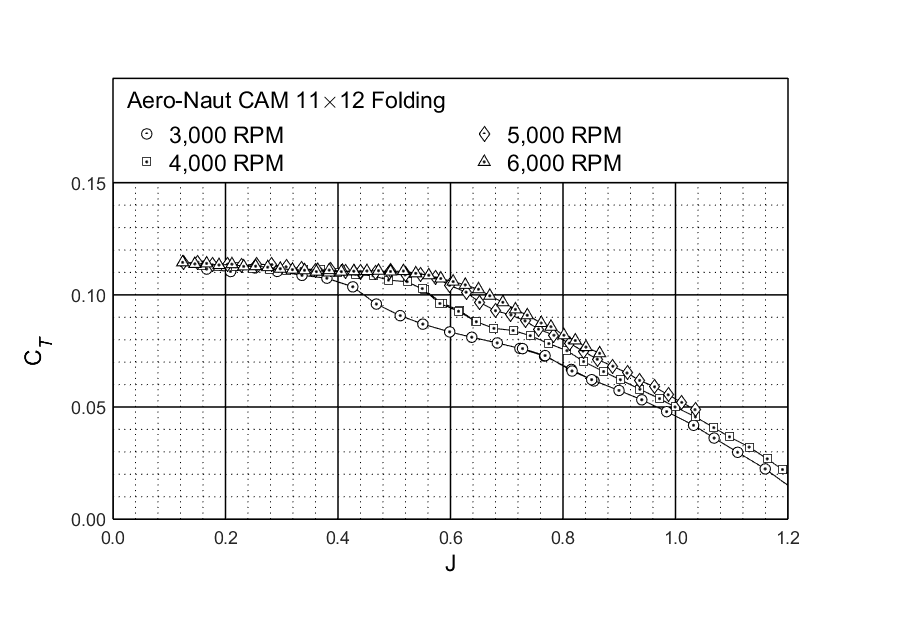 Aero-Naut CAM 11×12 Folding
3,000 RPM
5,000 RPM
4,000 RPM
6,000 RPM
0.15
0.10
C_T
0.05
0.00
0.0 0.2 0.4 0.6 0.8 1.0 1.2
J